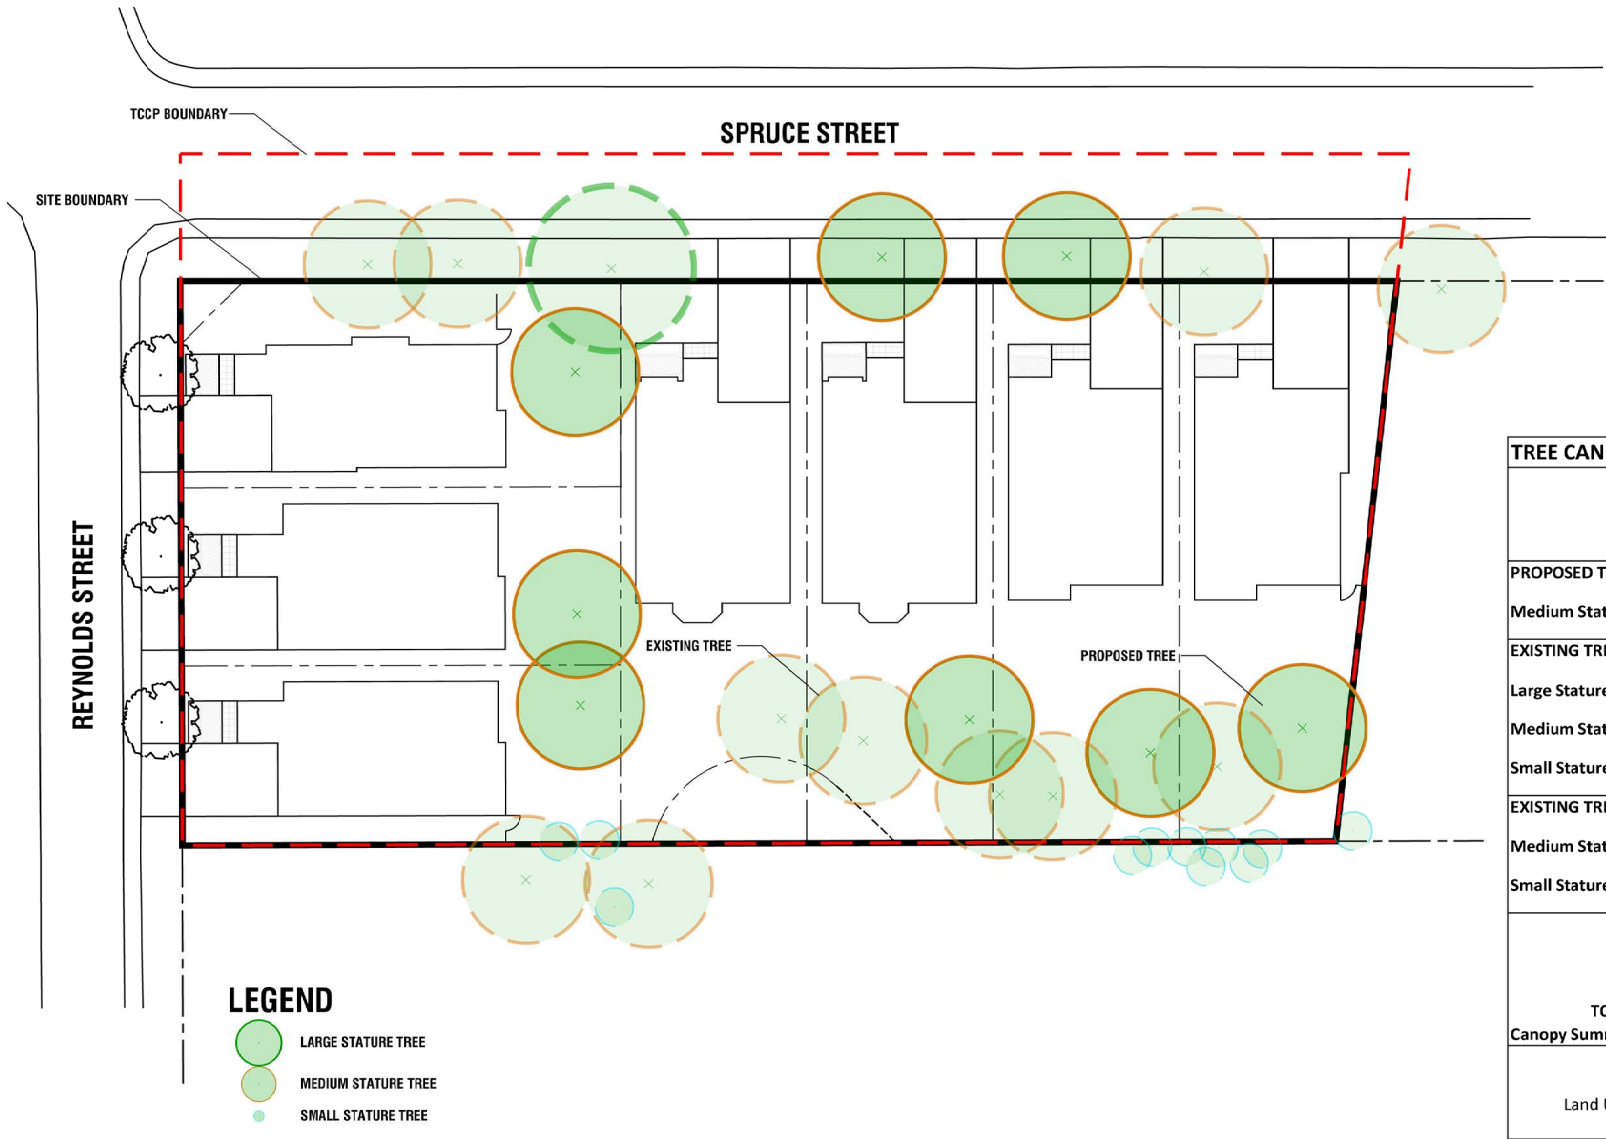 TCCP BOUNDARY
SPRUCE STREET
SITE BOUNDARY
REYNOLDS STREET
EXISTING TREE
PROPOSED TREE
TREE CAN
PROPOSED T
Medium Stat
EXISTING TRE
Large Stature
Medium Stat
Small Stature
EXISTING TRE
Medium Stat
Small Stature
TO
Canopy Summ
Land U
LEGEND
LARGE STATURE TREE
MEDIUM STATURE TREE
SMALL STATURE TREE